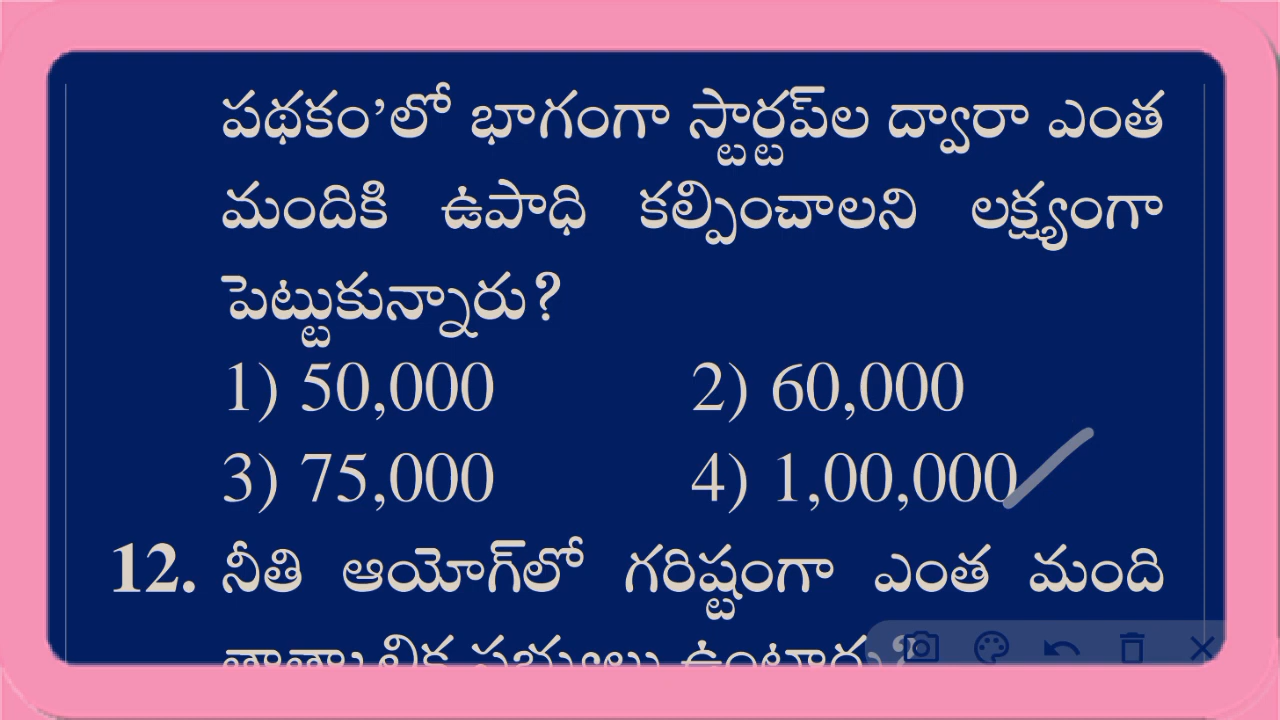 పథకం’లో భాగంగా స్టార్టప్‌ల ద్వారా ఎంత
మందికి ఉపాధి కల్పించాలని లక్ష్యంగా
పెట్టుకున్నారు?
1) 50,000 2) 60,000
3) 75,000 4) 1,00,000
12. నీతి ఆయోగ్‌లో గరిష్టంగా ఎంత మంది
తాత్కాలిక సభ్యులు ఉంటారు?